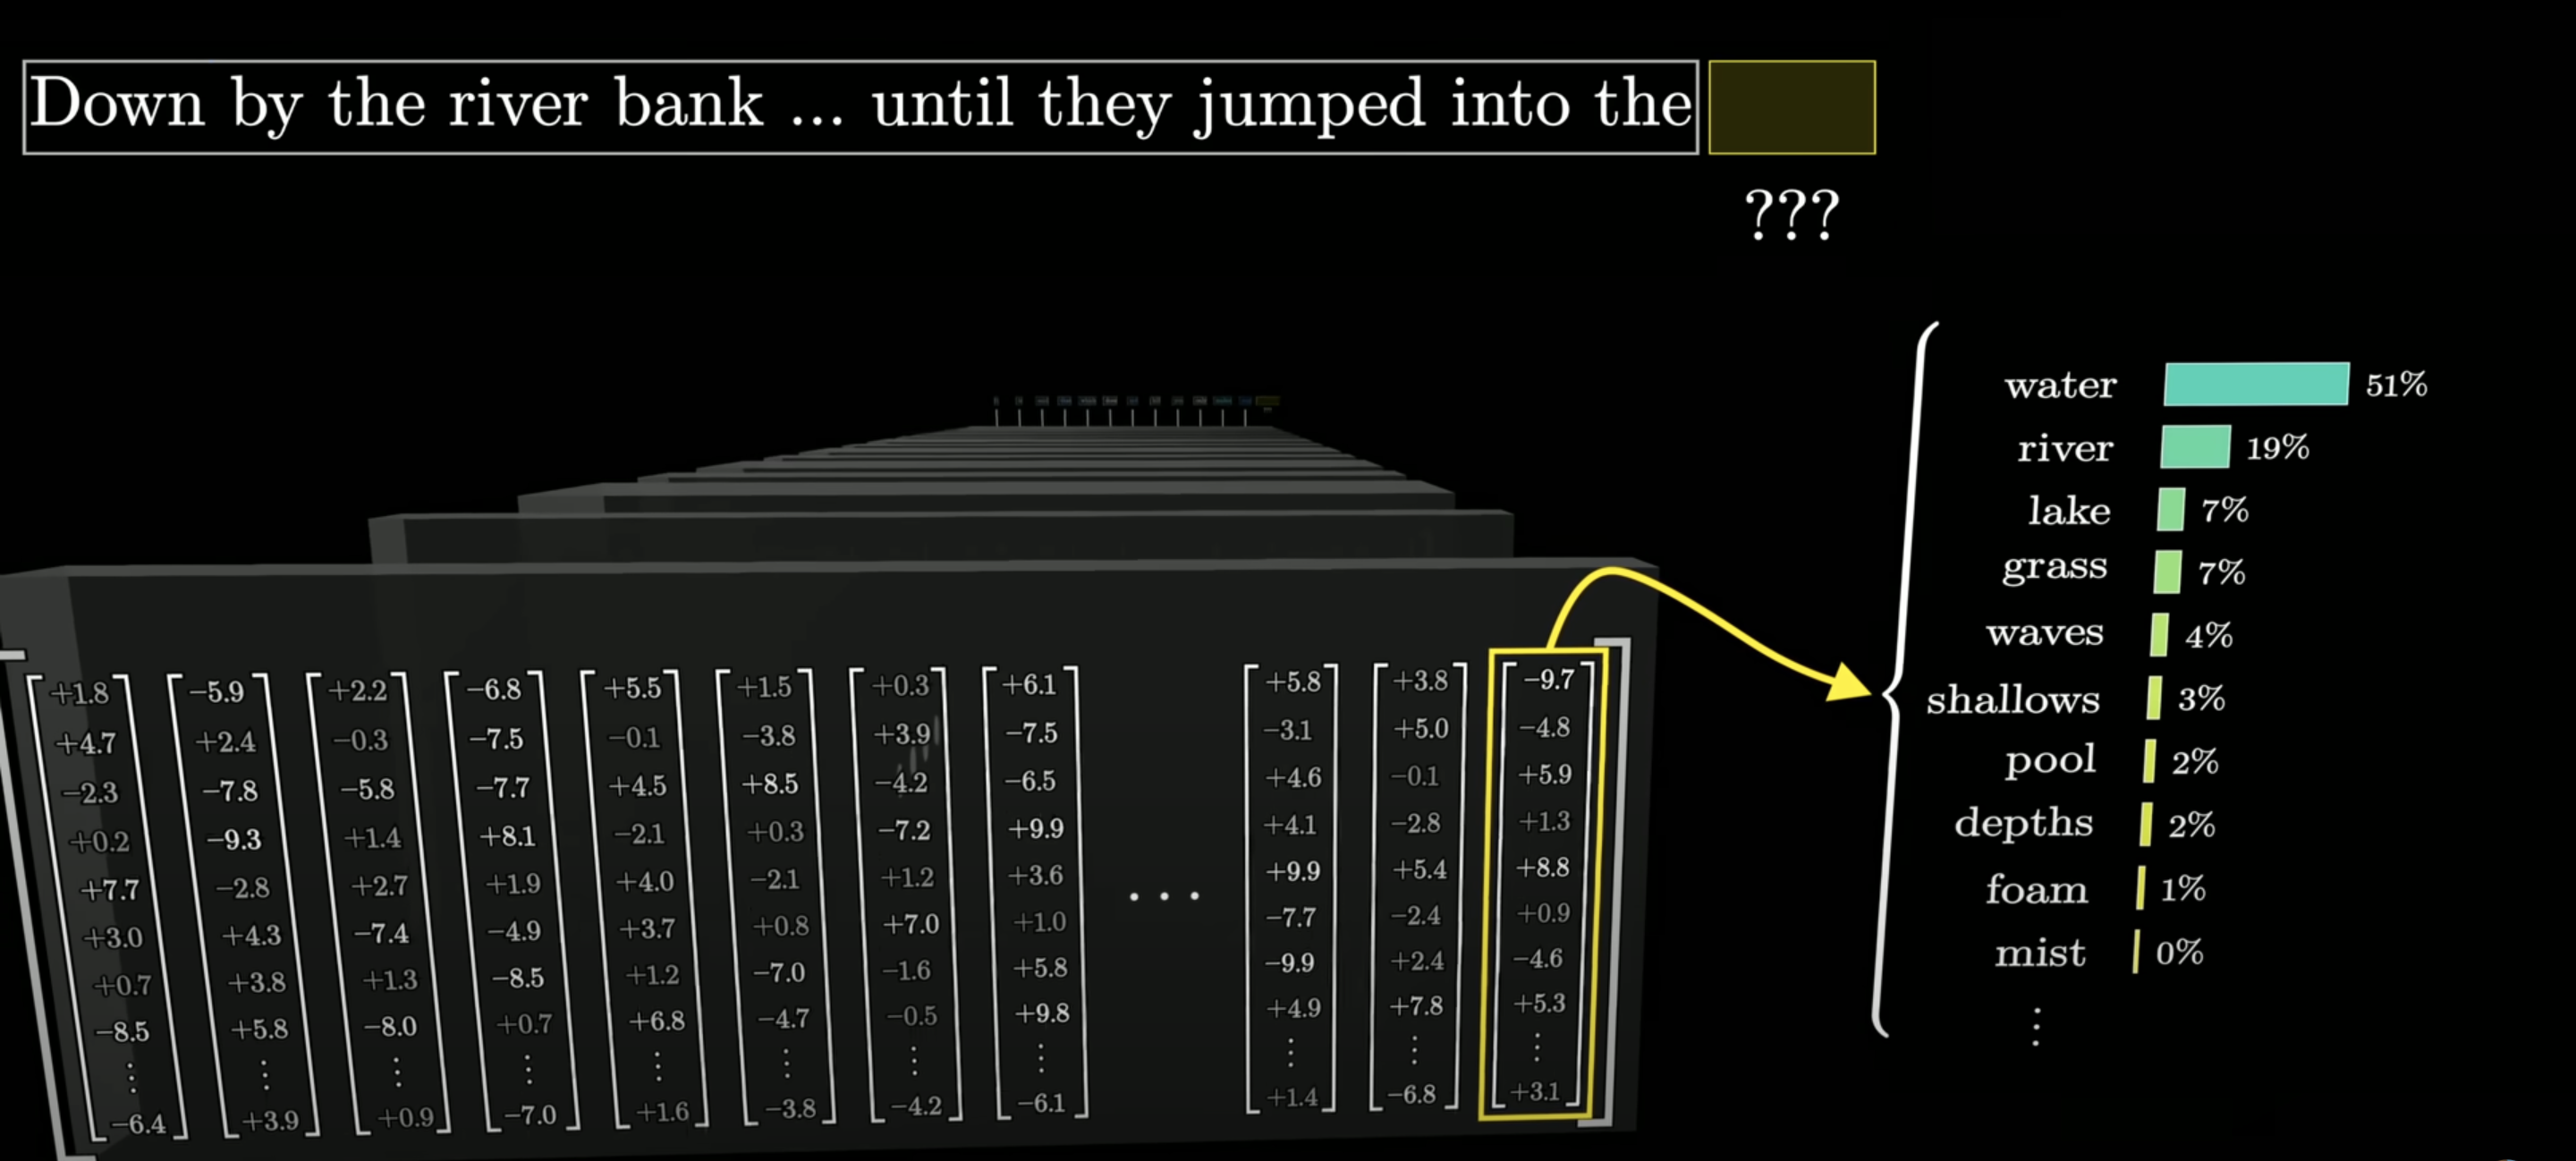 Down by the river bank ... until they jumped into the
???
water 51%
river 19%
lake 7%
grass 7%
waves 4%
shallows 3%
pool 2%
depths 2%
foam 1%
mist 0%
⋮
+1.8 −5.9 +2.2 −6.8 +5.5 +1.5 +0.3 +6.1 +5.8 +3.8 −9.7
+4.7 +2.4 −0.3 −7.5 −0.1 −3.8 +3.9 −7.5 −3.1 +5.0 −4.8
−2.3 −7.8 −5.8 −7.7 +4.5 +8.5 −4.2 −6.5 +4.6 −0.1 +5.9
+0.2 −9.3 +1.4 +8.1 −2.1 +0.3 −7.2 +9.9 +4.1 −2.8 +1.3
+7.7 −2.8 +2.7 +1.9 +4.0 −2.1 +1.2 +3.6 ... +9.9 +5.4 +8.8
+3.0 +4.3 −7.4 −4.9 +3.7 +0.8 +7.0 +1.0 −7.7 −2.4 +0.9
+0.7 +3.8 +1.3 −8.5 +1.2 −7.0 −1.6 +5.8 −9.9 +2.4 −4.6
−8.5 +5.8 −8.0 +0.7 +6.8 −4.7 −0.5 +9.8 +4.9 +7.8 +5.3
⋮ ⋮ ⋮ ⋮ ⋮ ⋮ ⋮ ⋮ ⋮ ⋮ ⋮
−6.4 +3.9 +0.9 −7.0 +1.6 −3.8 −4.2 −6.1 +1.4 −6.8 +3.1